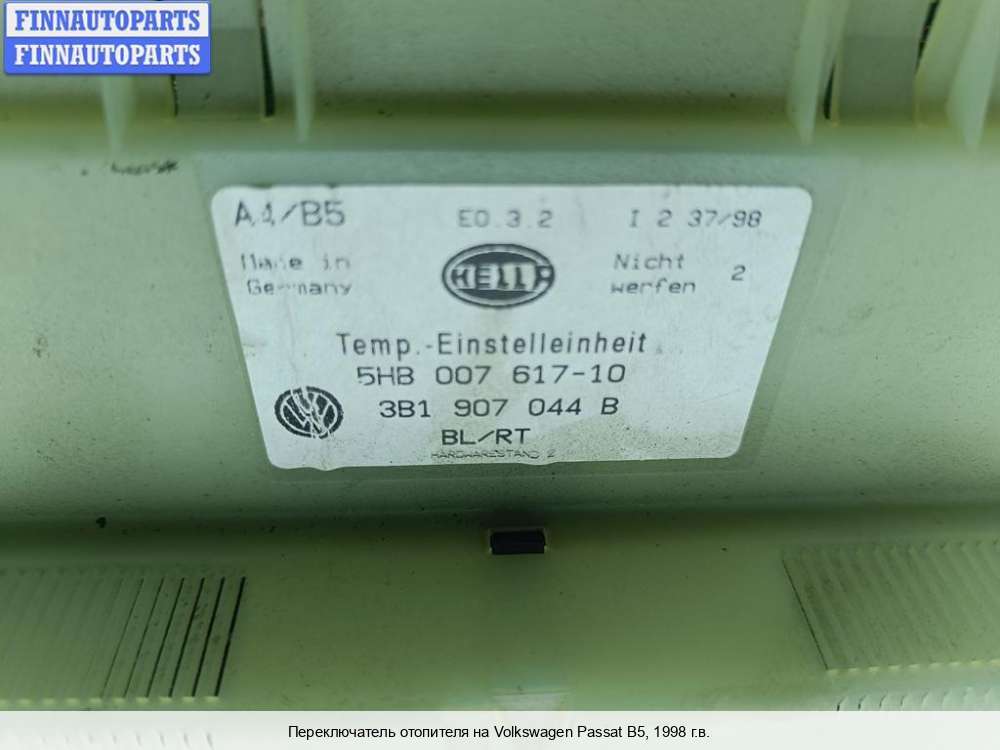 FINNAUTOPARTS
FINNAUTOPARTS
A4/B5 E0.3.2 I 2 37/98
Made in Germany
HELLA
Nicht werfen 2
Temp.-Einstelleinheit
5HB 007 617-10
3B1 907 044 B
BL/RT
HARDWARESTAND 2
Переключатель отопителя на Volkswagen Passat B5, 1998 г.в.